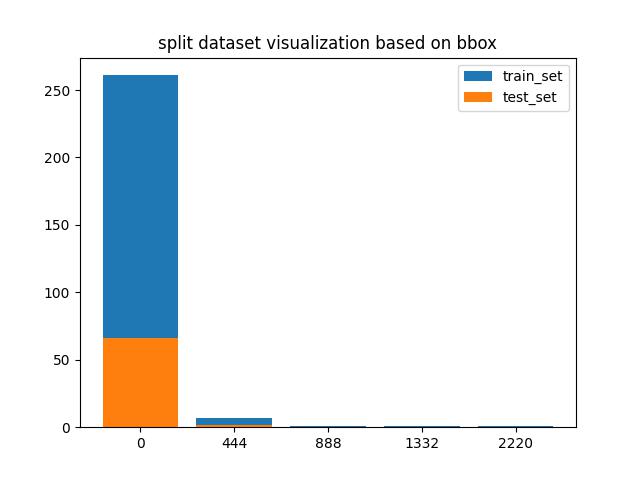 split dataset visualization based on bbox
train_set
test_set
250
200
150
100
50
0
0 444 888 1332 2220